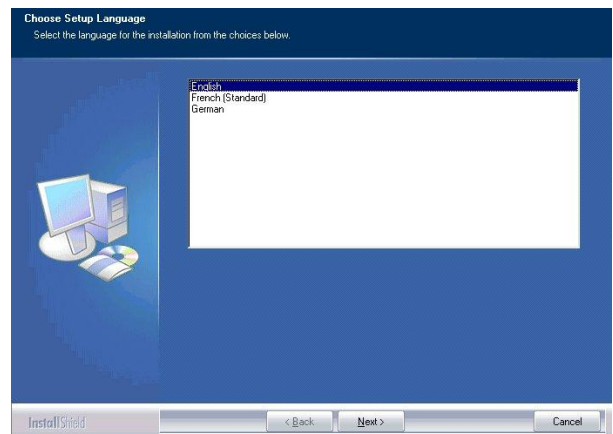 Choose Setup Language
Select the language for the installation from the choices below.
English
French (Standard)
German
InstallShield
< Back
Next >
Cancel